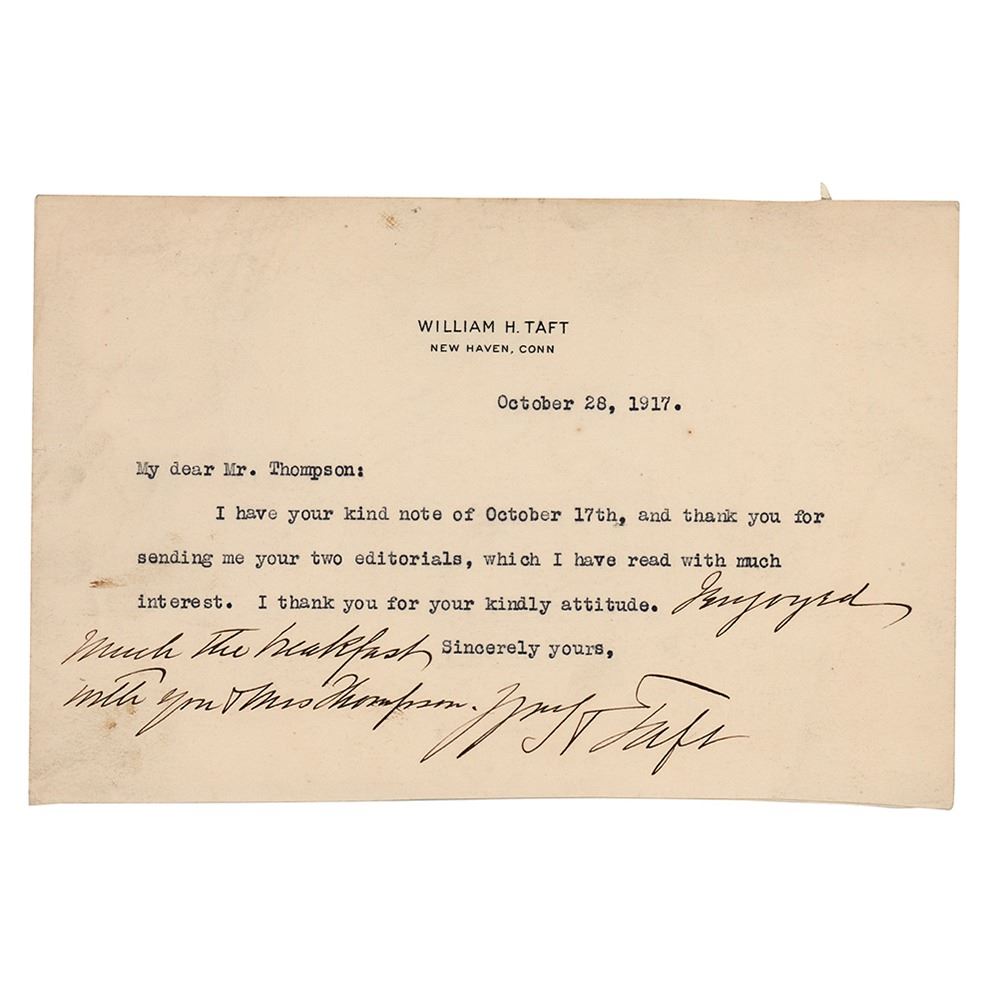 WILLIAM H. TAFT
NEW HAVEN, CONN
October 28, 1917.
My dear Mr. Thompson:
I have your kind note of October 17th, and thank you for
sending me your two editorials, which I have read with much
interest. I thank you for your kindly attitude. I enjoyed
much the breakfast Sincerely yours,
with you & Mrs Thompson. Wm H Taft